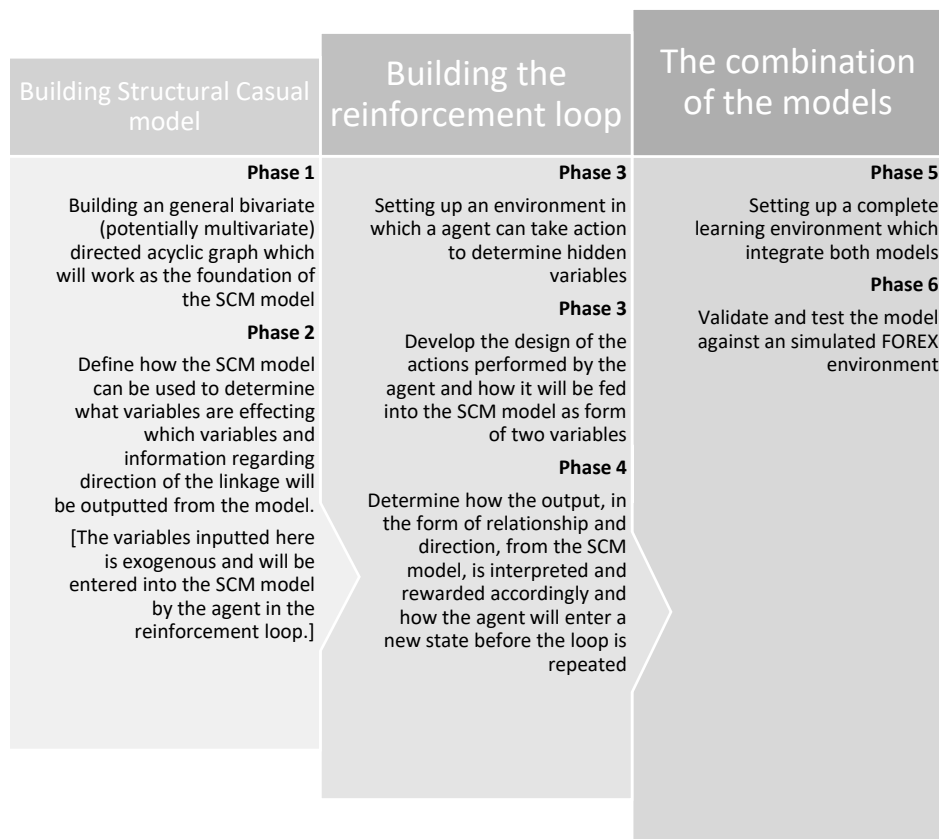 Building Structural Casual
model
Phase 1
Building an general bivariate
(potentially multivariate)
directed acyclic graph which
will work as the foundation of
the SCM model
Phase 2
Define how the SCM model
can be used to determine
what variables are effecting
which variables and
information regarding
direction of the linkage will
be outputted from the model.
[The variables inputted here
is exogenous and will be
entered into the SCM model
by the agent in the
reinforcement loop.]
Building the
reinforcement loop
Phase 3
Setting up an environment in
which a agent can take action
to determine hidden
variables
Phase 3
Develop the design of the
actions performed by the
agent and how it will be fed
into the SCM model as form
of two variables
Phase 4
Determine how the output, in
the form of relationship and
direction, from the SCM
model, is interpreted and
rewarded accordingly and
how the agent will enter a
new state before the loop is
repeated
The combination
of the models
Phase 5
Setting up a complete
learning environment which
integrate both models
Phase 6
Validate and test the model
against an simulated FOREX
environment